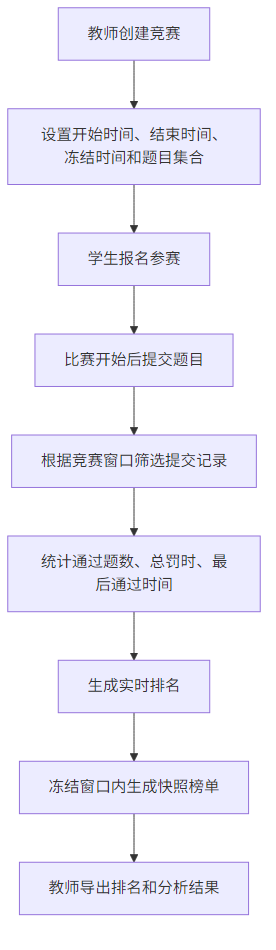 教师创建竞赛
设置开始时间、结束时间、
冻结时间和题目集合
学生报名参赛
比赛开始后提交题目
根据竞赛窗口筛选提交记录
统计通过题数、总罚时、最
后通过时间
生成实时排名
冻结窗口内生成快照榜单
教师导出排名和分析结果